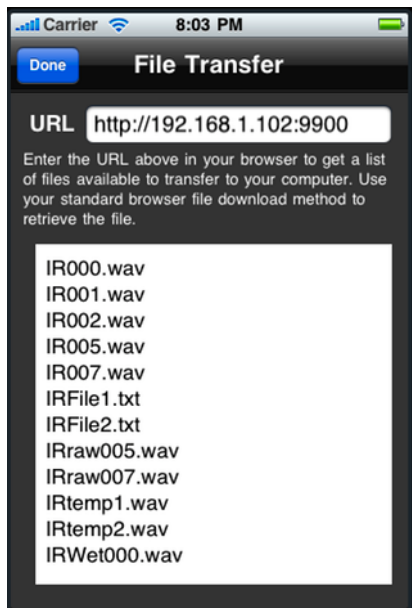 Carrier 8:03 PM
Done File Transfer
URL http://192.168.1.102:9900
Enter the URL above in your browser to get a list
of files available to transfer to your computer. Use
your standard browser file download method to
retrieve the file.
IR000.wav
IR001.wav
IR002.wav
IR005.wav
IR007.wav
IRFile1.txt
IRFile2.txt
IRraw005.wav
IRraw007.wav
IRtemp1.wav
IRtemp2.wav
IRWet000.wav